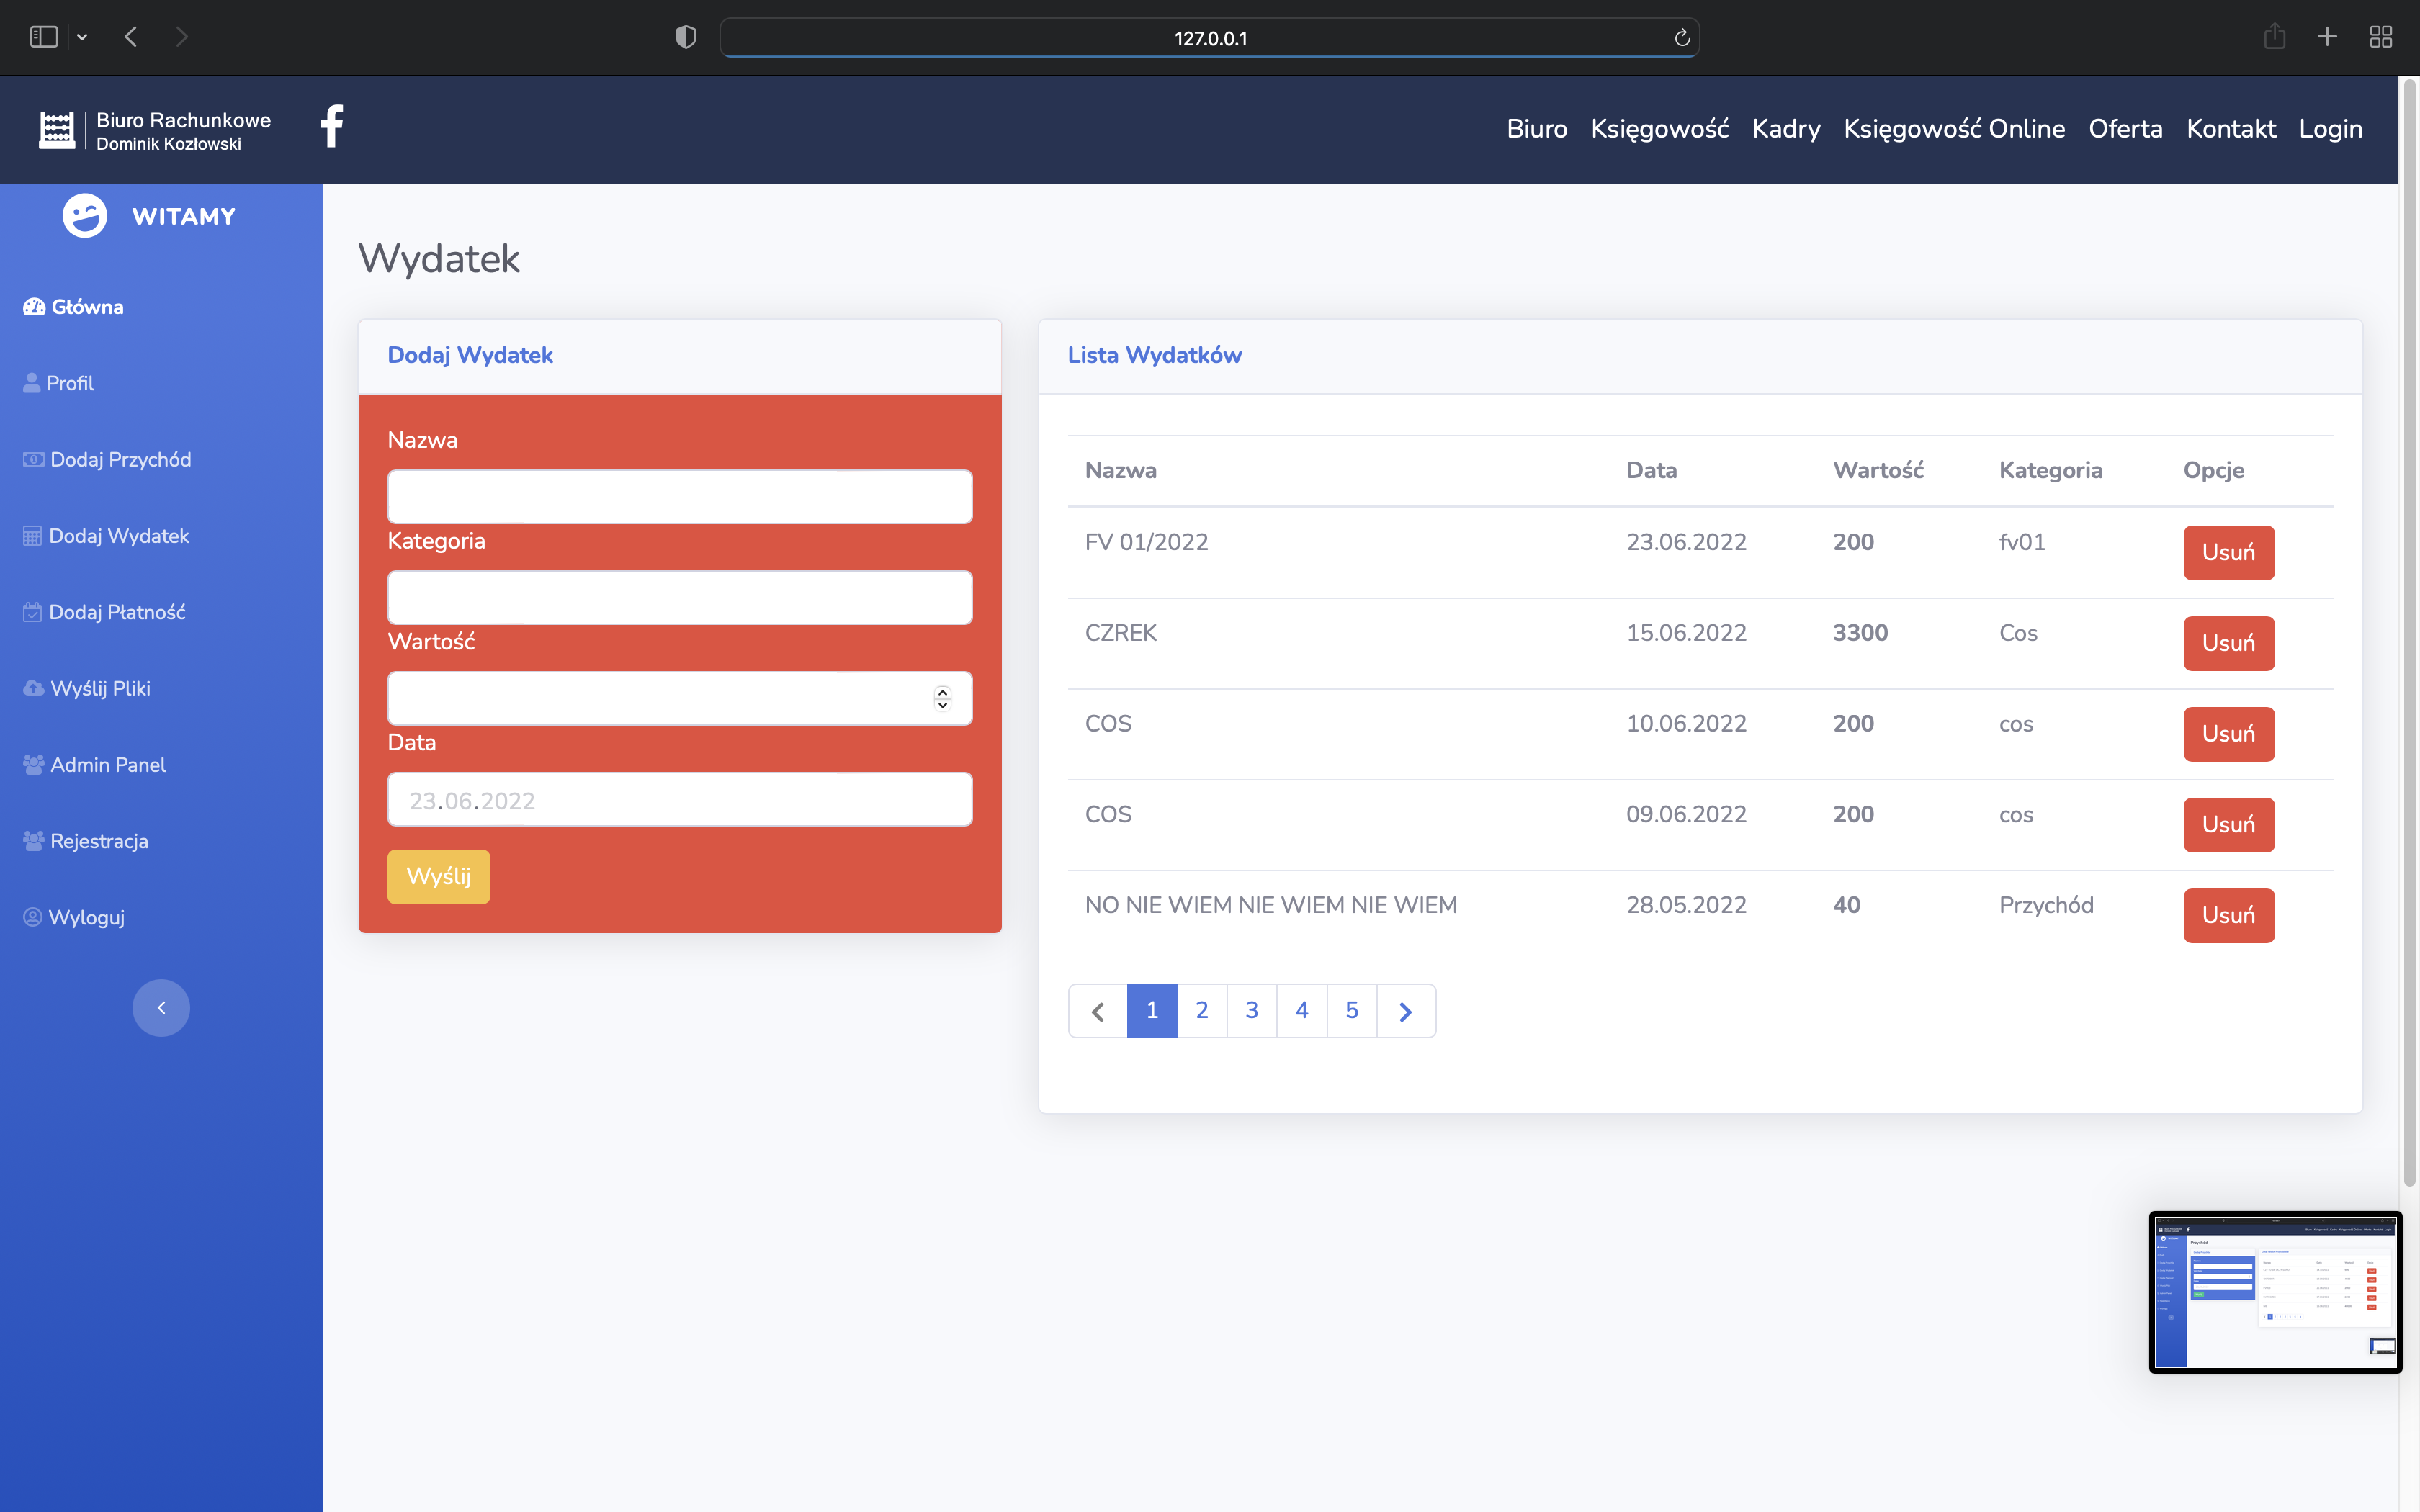 127.0.0.1
Biuro Rachunkowe
Dominik Kozłowski
Biuro Księgowość Kadry Księgowość Online Oferta Kontakt Login
WITAMY
Główna
Profil
Dodaj Przychód
Dodaj Wydatek
Dodaj Płatność
Wyślij Pliki
Admin Panel
Rejestracja
Wyloguj
Wydatek
Dodaj Wydatek
Nazwa
Kategoria
Wartość
Data
23.06.2022
Wyślij
Lista Wydatków
Nazwa Data Wartość Kategoria Opcje
FV 01/2022 23.06.2022 200 fv01 Usuń
CZREK 15.06.2022 3300 Cos Usuń
COS 10.06.2022 200 cos Usuń
COS 09.06.2022 200 cos Usuń
NO NIE WIEM NIE WIEM NIE WIEM 28.05.2022 40 Przychód Usuń
1 2 3 4 5
Przychód